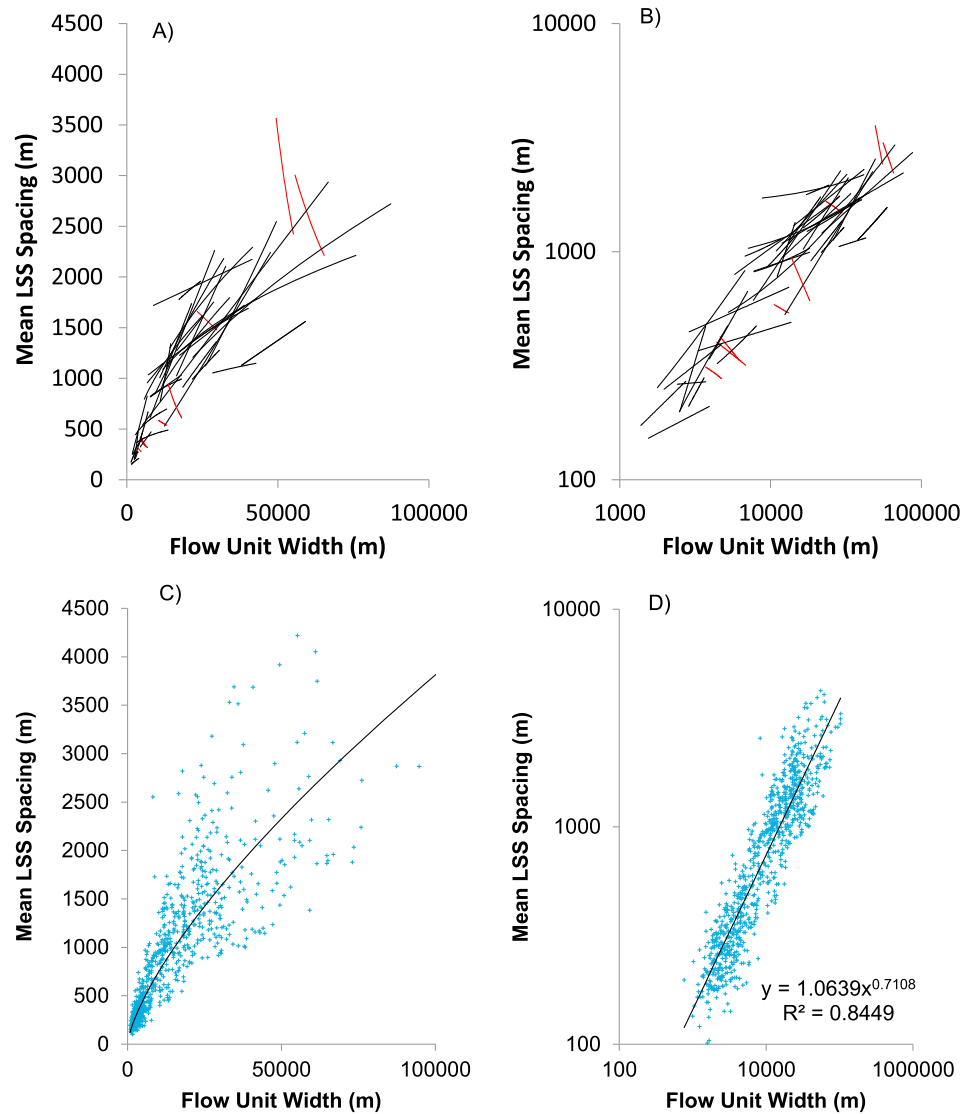 A)
4500
4000
3500
3000
2500
2000
1500
1000
500
0
Mean LSS Spacing (m)
0 50000 100000
Flow Unit Width (m)
B)
10000
1000
100
Mean LSS Spacing (m)
1000 10000 100000
Flow Unit Width (m)
C)
4500
4000
3500
3000
2500
2000
1500
1000
500
0
Mean LSS Spacing (m)
0 50000 100000
Flow Unit Width (m)
D)
10000
1000
100
Mean LSS Spacing (m)
y = 1.0639x^0.7108
R² = 0.8449
100 10000 1000000
Flow Unit Width (m)